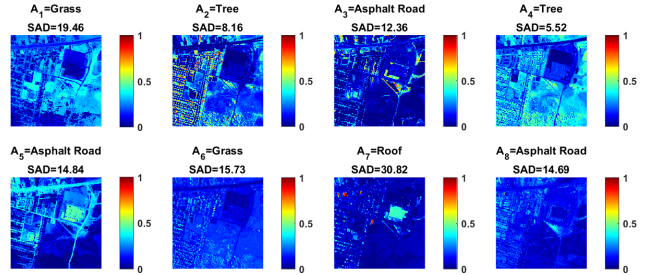 A1=Grass
SAD=19.46
A2=Tree
SAD=8.16
A3=Asphalt Road
SAD=12.36
A4=Tree
SAD=5.52
1
0.5
0
1
0.5
0
1
0.5
0
1
0.5
0
A5=Asphalt Road
SAD=14.84
A6=Grass
SAD=15.73
A7=Roof
SAD=30.82
A8=Asphalt Road
SAD=14.69
1
0.5
0
1
0.5
0
1
0.5
0
1
0.5
0